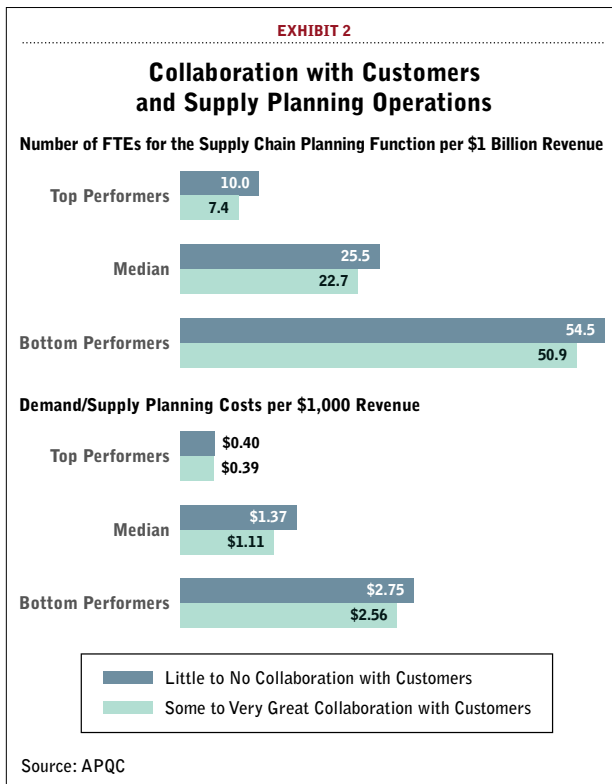 EXHIBIT 2
Collaboration with Customers
and Supply Planning Operations
Number of FTEs for the Supply Chain Planning Function per $1 Billion Revenue
Top Performers
10.0
7.4
Median
25.5
22.7
Bottom Performers
54.5
50.9
Demand/Supply Planning Costs per $1,000 Revenue
Top Performers
$0.40
$0.39
Median
$1.37
$1.11
Bottom Performers
$2.75
$2.56
Little to No Collaboration with Customers
Some to Very Great Collaboration with Customers
Source: APQC